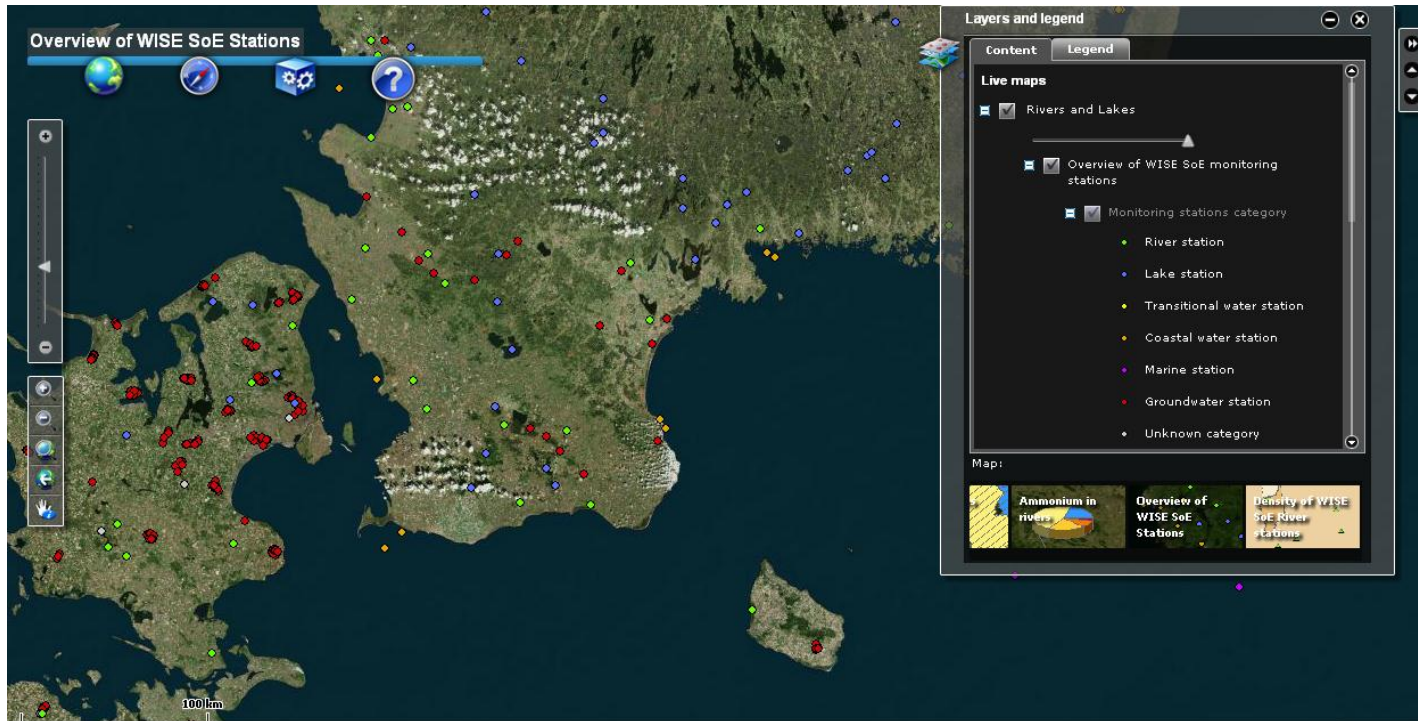 Overview of WISE SoE Stations
?
Layers and legend
Content
Legend
Live maps
Rivers and Lakes
Overview of WISE SoE monitoring
stations
Monitoring stations category
River station
Lake station
Transitional water station
Coastal water station
Marine station
Groundwater station
Unknown category
Map:
Ammonium in
rivers
Overview of
WISE SoE
Stations
Density of WISE
SoE River
stations
100 km